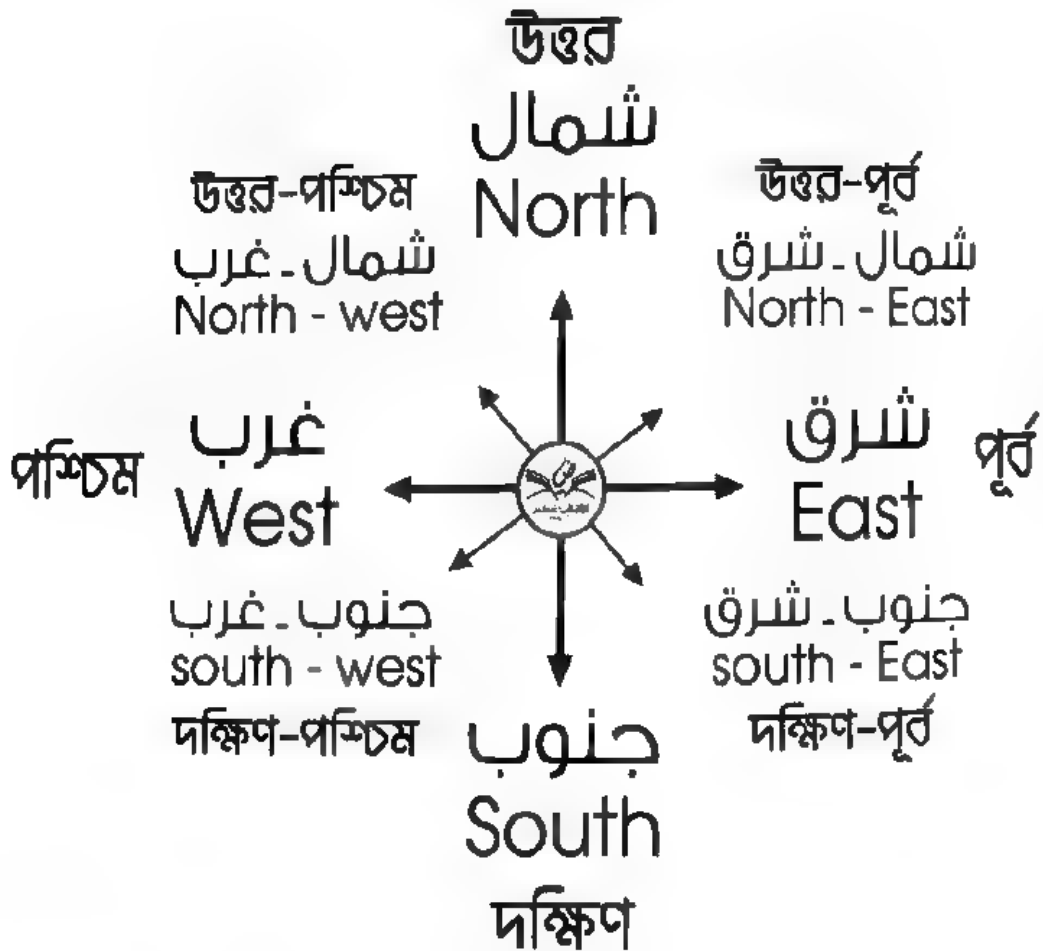 উত্তর
شمال
North
উত্তর-পশ্চিম
شمال - غرب
North - west
উত্তর-পূর্ব
شمال - شرق
North - East
পশ্চিম
غرب
West
شرق
East
পূর্ব
جنوب - غرب
south - west
দক্ষিণ-পশ্চিম
جنوب - شرق
south - East
দক্ষিণ-পূর্ব
جنوب
South
দক্ষিণ